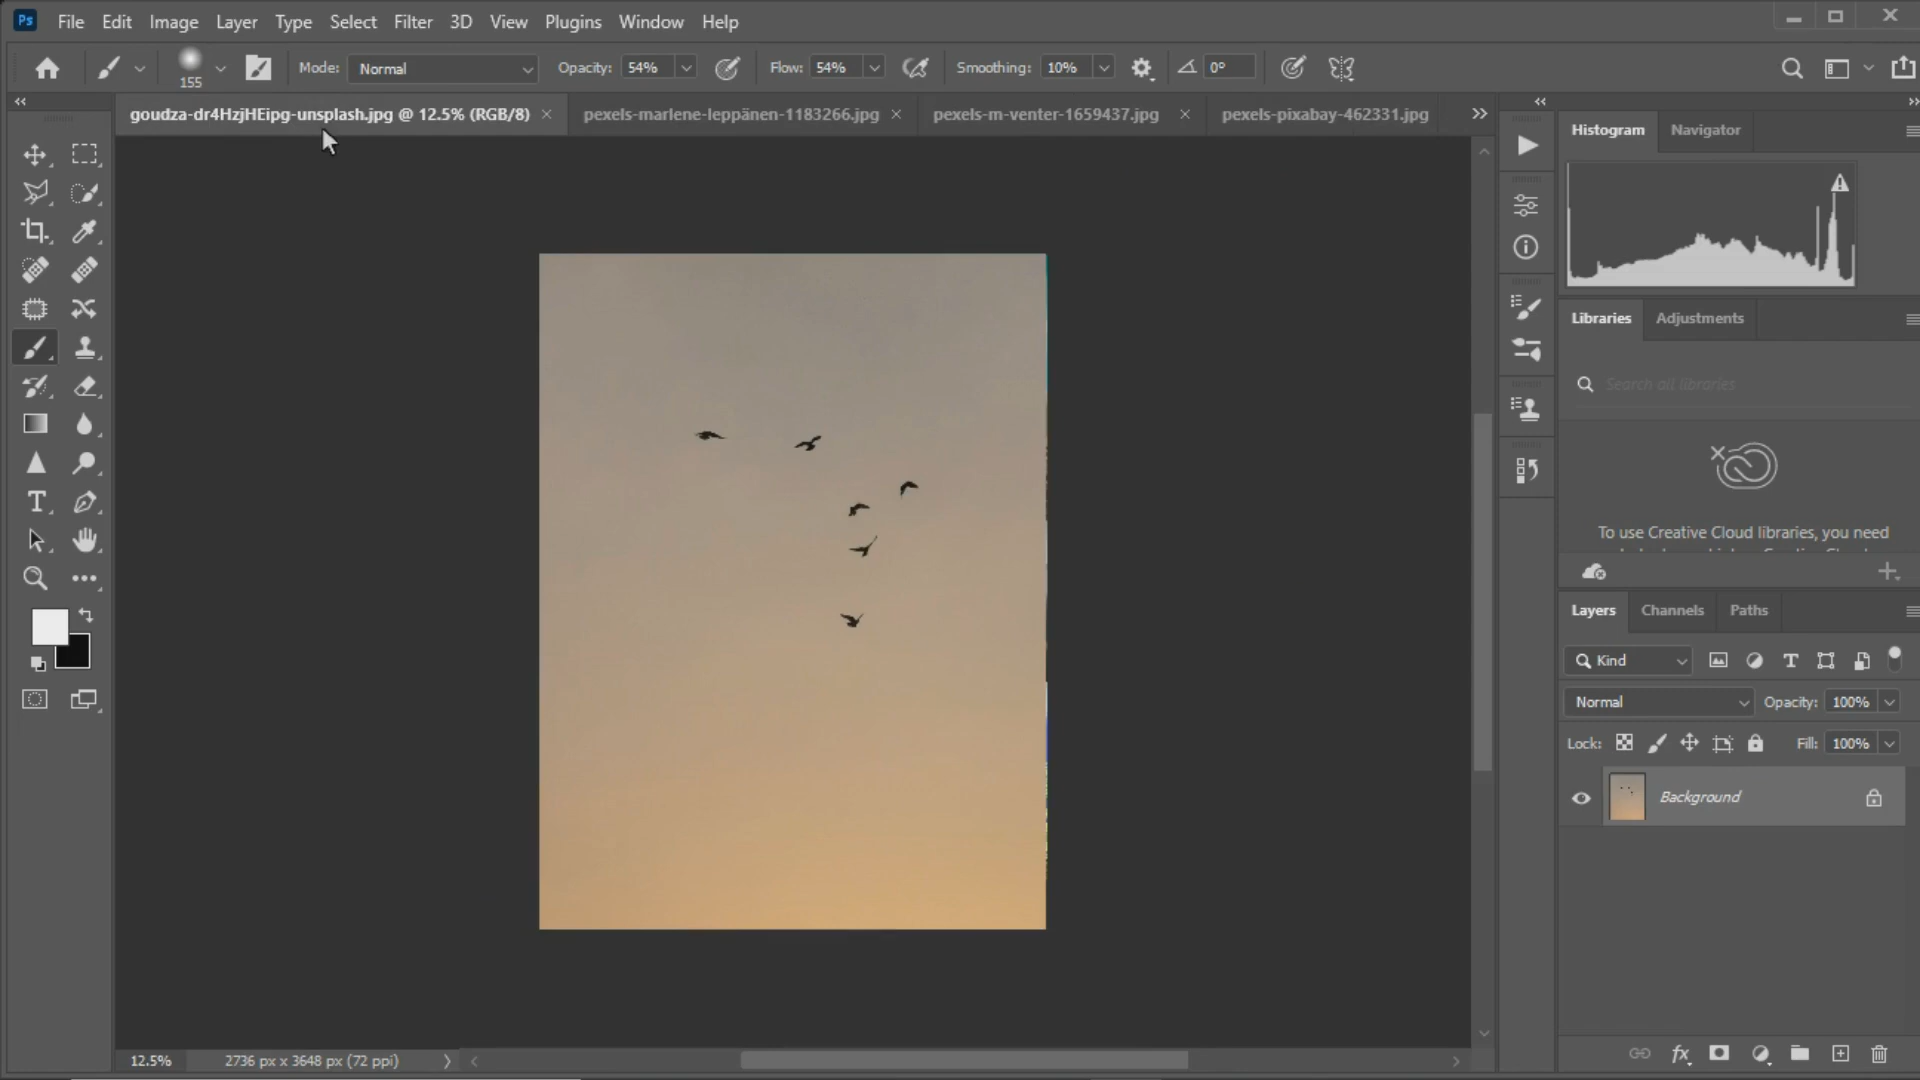 Ps File Edit Image Layer Type Select Filter 3D View Plugins Window Help
155 Mode: Normal Opacity: 54% Flow: 54% Smoothing: 10% 0°
goudza-dr4HzjHEipg-unsplash.jpg @ 12.5% (RGB/8) pexels-marlene-leppänen-1183266.jpg pexels-m-venter-1659437.jpg pexels-pixabay-462331.jpg
Histogram Navigator
Libraries Adjustments
Search all libraries
To use Creative Cloud libraries, you need
Layers Channels Paths
Kind
Normal Opacity: 100%
Lock: Fill: 100%
Background
fx
12.5% 2736 px x 3648 px (72 ppi)